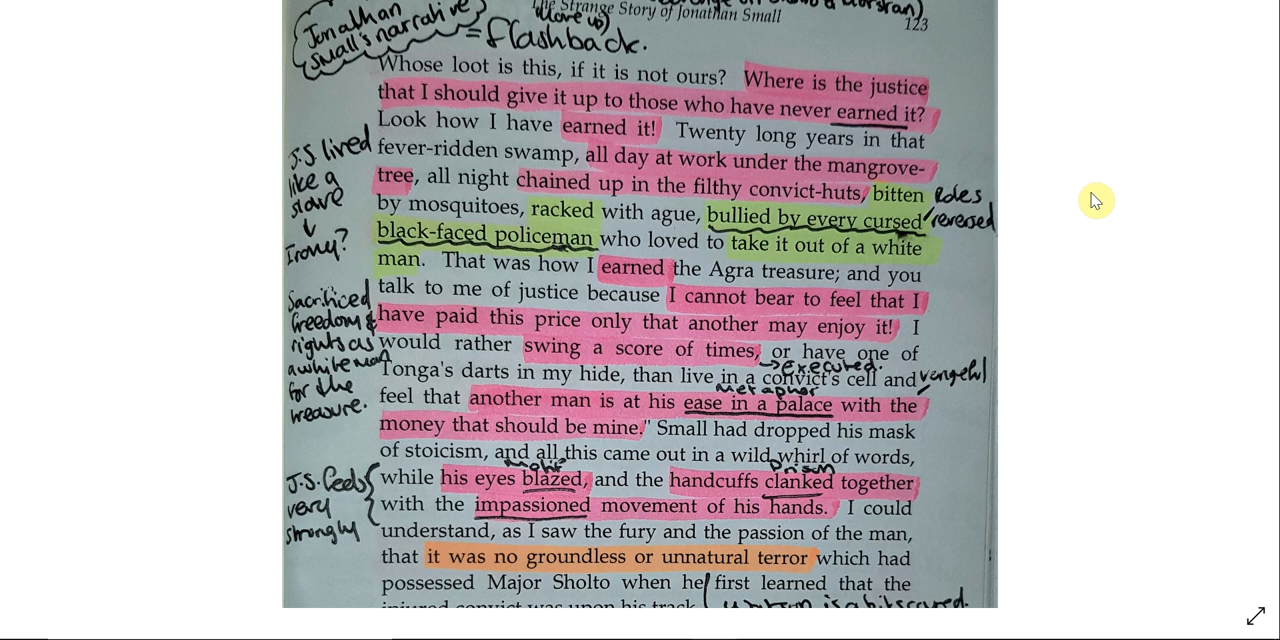 Strange Story of Jonathan Small
123
Jonathan
Small's narrative
= flashback.
(Move up)
Whose loot is this, if it is not ours? Where is the justice
that I should give it up to those who have never earned it?
Look how I have earned it! Twenty long years in that
fever-ridden swamp, all day at work under the mangrove-
tree, all night chained up in the filthy convict-huts, bitten
by mosquitoes, racked with ague, bullied by every cursed
black-faced policeman who loved to take it out of a white
man. That was how I earned the Agra treasure; and you
talk to me of justice because I cannot bear to feel that I
have paid this price only that another may enjoy it! I
would rather swing a score of times, or have one of
Tonga's darts in my hide, than live in a convict's cell and
feel that another man is at his ease in a palace with the
money that should be mine." Small had dropped his mask
of stoicism, and all this came out in a wild whirl of words,
while his eyes blazed, and the handcuffs clanked together
with the impassioned movement of his hands. I could
understand, as I saw the fury and the passion of the man,
that it was no groundless or unnatural terror which had
possessed Major Sholto when he first learned that the
injured convict was upon his track.
J.S lived
like a
slave
Irony?
Roles
reversed
Sacrificed
freedom &
rights as
a white man
for the
treasure.
→ executed.
vengeful
metaphor
prison
J.S. feels
very
strongly